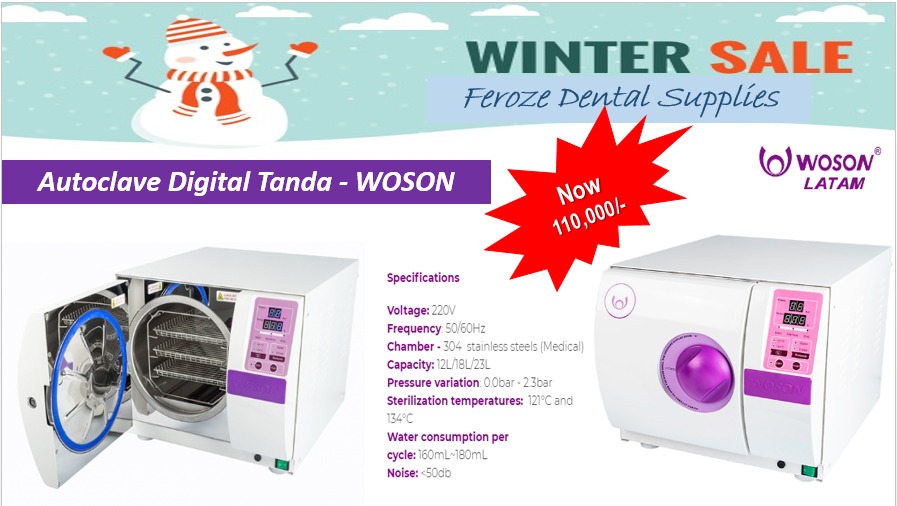 WINTER SALE
Feroze Dental Supplies
Autoclave Digital Tanda - WOSON
Now
110,000/-
WOSON®
LATAM
Specifications
Voltage: 220V
Frequency: 50/60Hz
Chamber - 304 stainless steels (Medical)
Capacity: 12L/18L/23L
Pressure variation: 0.0bar - 2.3bar
Sterilization temperatures: 121°C and
134°C
Water consumption per
cycle: 160mL~180mL
Noise: <50db
WOSON